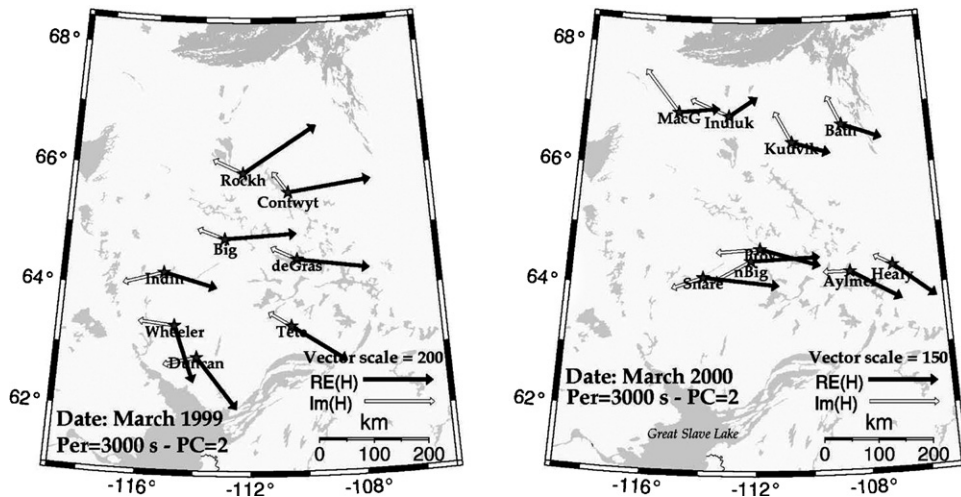 68°
66°
64°
62°
-116°
-112°
-108°
Rockh
Contwyt
Big
deGras
Indin
Wheeler
Teta
Duncan
Vector scale = 200
RE(H)
Im(H)
Date: March 1999
Per=3000 s - PC=2
km
0 100 200
68°
66°
64°
62°
-116°
-112°
-108°
MacG
Inuluk
Bath
Kuuvik
nBig
Snare
Aylmer
Healy
Vector scale = 150
Date: March 2000
Per=3000 s - PC=2
RE(H)
Im(H)
Great Slave Lake
km
0 100 200